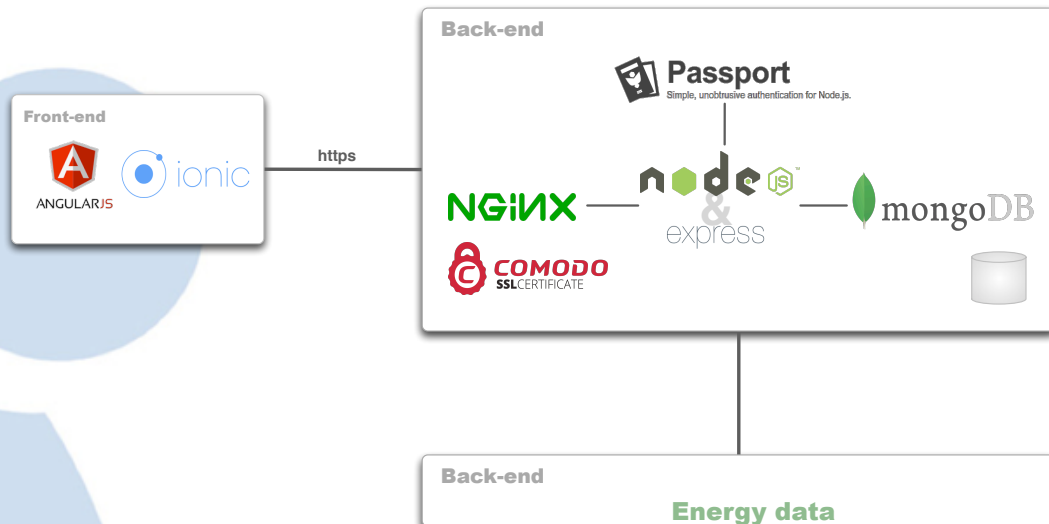 Back-end
Passport
Simple, unobtrusive authentication for Node.js.
Front-end
ANGULARJS
ionic
https
NGINX
node JS™
&
express
mongoDB
COMODO
SSLCERTIFICATE
Back-end
Energy data